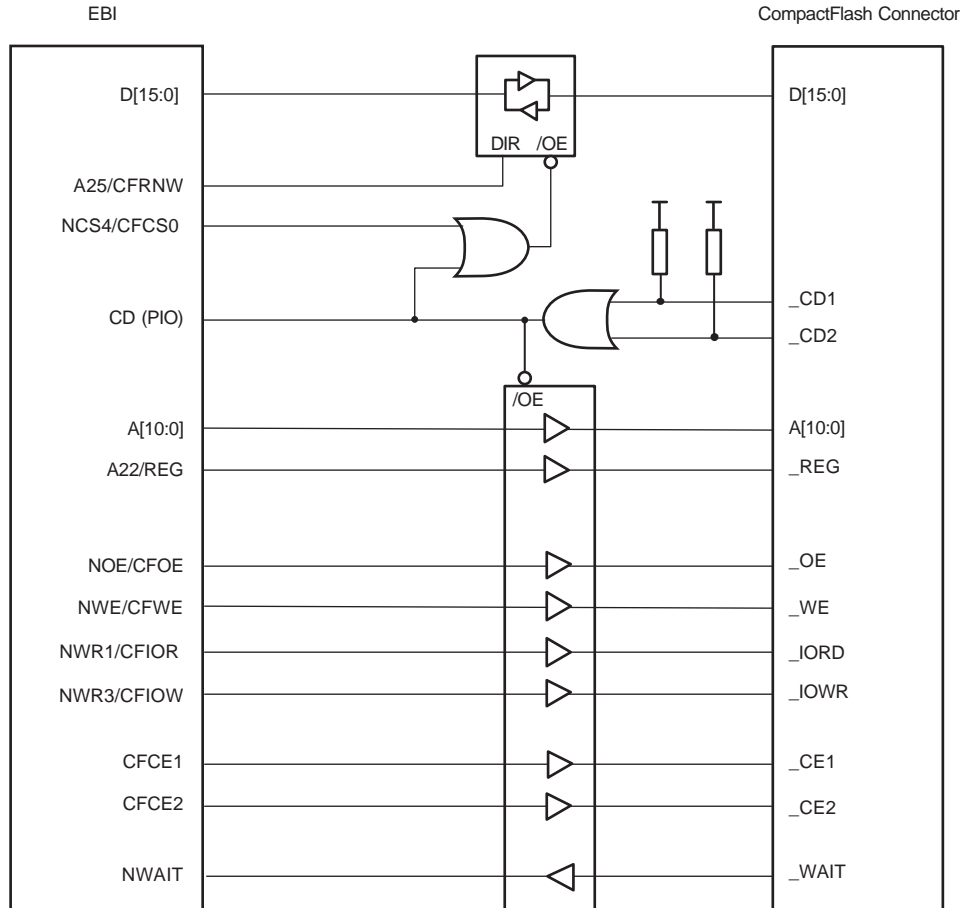 EBI CompactFlash Connector
D[15:0] D[15:0]
DIR /OE
A25/CFRNW
NCS4/CFCS0
_CD1
CD (PIO)
_CD2
/OE
A[10:0] A[10:0]
A22/REG _REG
NOE/CFOE _OE
NWE/CFWE _WE
NWR1/CFIOR _IORD
NWR3/CFIOW _IOWR
CFCE1 _CE1
CFCE2 _CE2
NWAIT _WAIT